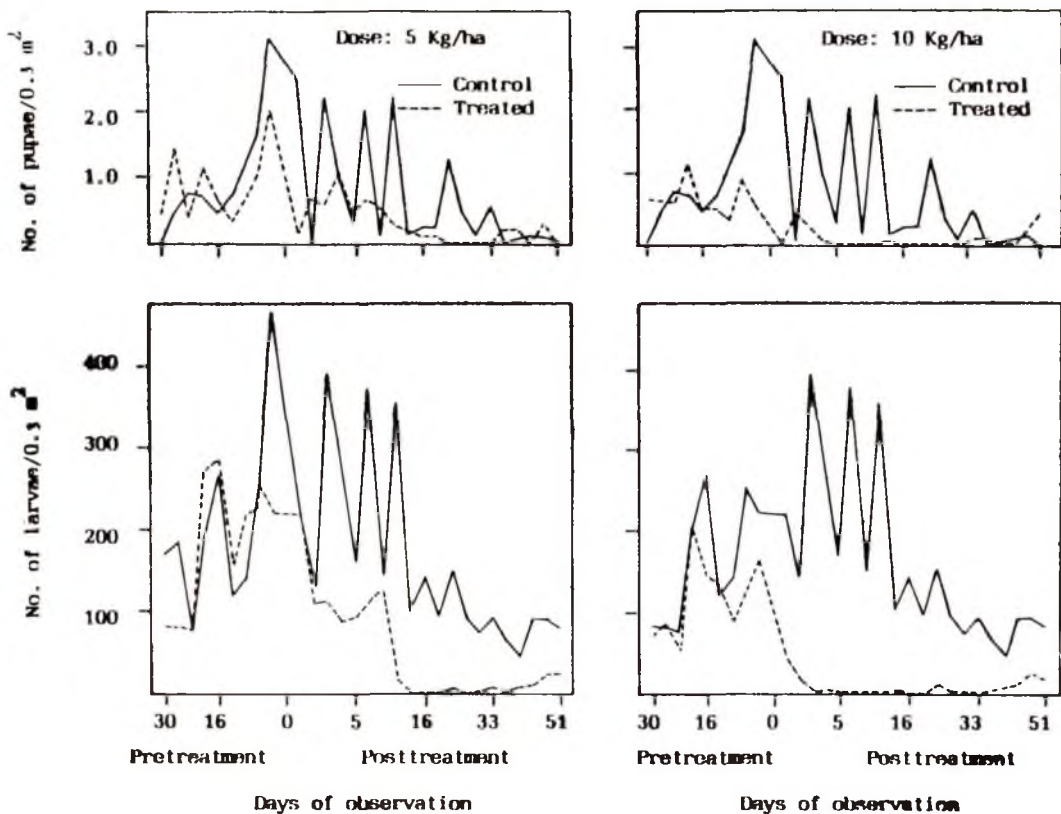 Dose: 5 Kg/ha
Control
Treated
3.0
2.0
1.0
No. of pupae/0.3 m²
Dose: 10 Kg/ha
Control
Treated
400
300
200
100
No. of larvae/0.3 m²
30 16 0 5 16 33 51
Pretreatment Posttreatment
Days of observation
30 16 0 5 16 33 51
Pretreatment Posttreatment
Days of observation